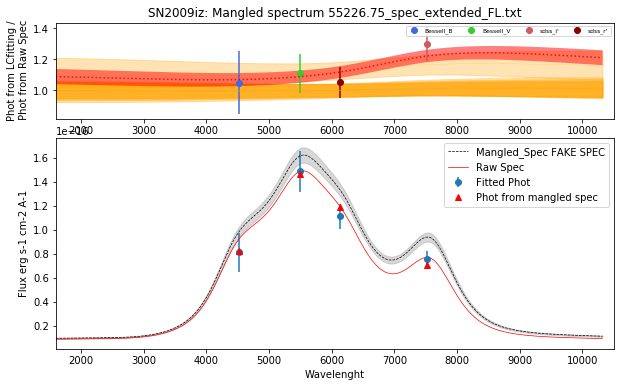 SN2009iz: Mangled spectrum 55226.75_spec_extended_FL.txt
Phot from LCfitting /
Phot from Raw Spec
1.4
1.2
1.0
Bessell_B
Bessell_V
sdss_i'
sdss_r'
2000 3000 4000 5000 6000 7000 8000 9000 10000
1e-16
Flux erg s-1 cm-2 A-1
1.6
1.4
1.2
1.0
0.8
0.6
0.4
0.2
Mangled_Spec FAKE SPEC
Raw Spec
Fitted Phot
Phot from mangled spec
2000 3000 4000 5000 6000 7000 8000 9000 10000
Wavelenght